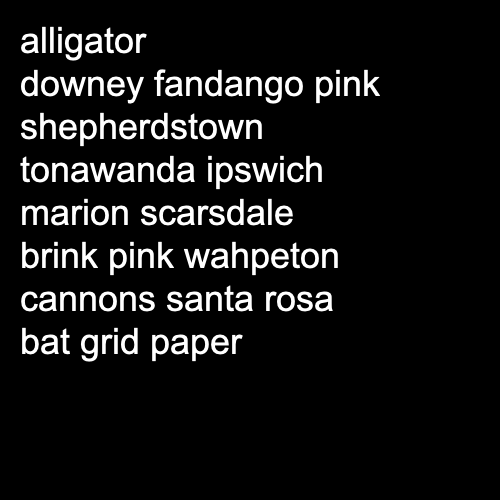 alligator
downey fandango pink
shepherdstown
tonawanda ipswich
marion scarsdale
brink pink wahpeton
cannons santa rosa
bat grid paper